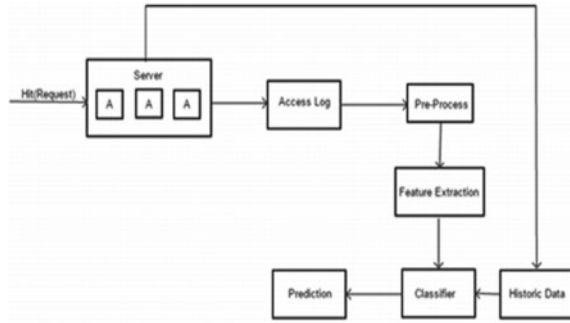 Server
Hit(Request)
A A A
Access Log
Pre-Process
Feature Extraction
Prediction
Classifier
Historic Data